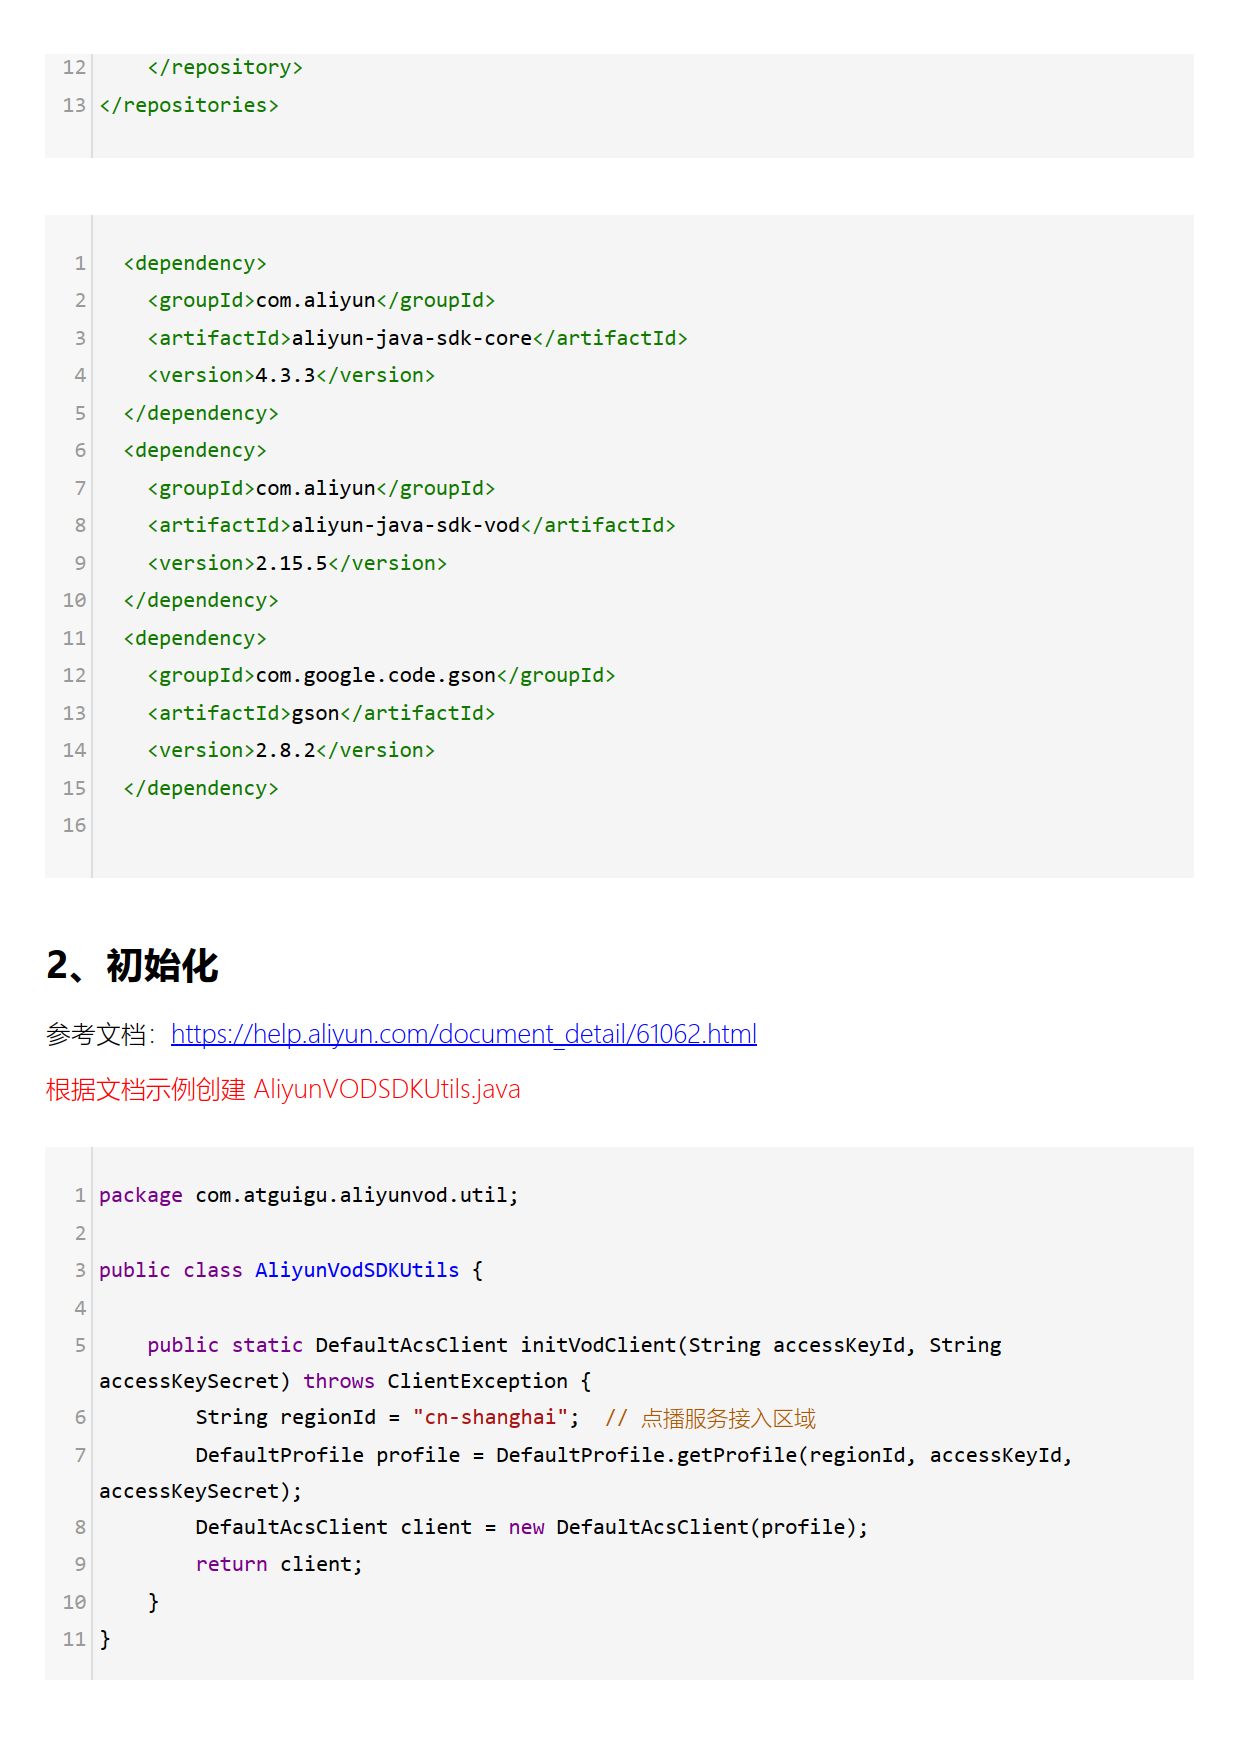 12     </repository>
13 </repositories>
1   <dependency>
2     <groupId>com.aliyun</groupId>
3     <artifactId>aliyun-java-sdk-core</artifactId>
4     <version>4.3.3</version>
5   </dependency>
6   <dependency>
7     <groupId>com.aliyun</groupId>
8     <artifactId>aliyun-java-sdk-vod</artifactId>
9     <version>2.15.5</version>
10   </dependency>
11   <dependency>
12     <groupId>com.google.code.gson</groupId>
13     <artifactId>gson</artifactId>
14     <version>2.8.2</version>
15   </dependency>
16
2、初始化
参考文档：https://help.aliyun.com/document_detail/61062.html
根据文档示例创建 AliyunVODSDKUtils.java
1 package com.atguigu.aliyunvod.util;
2
3 public class AliyunVodSDKUtils {
4
5     public static DefaultAcsClient initVodClient(String accessKeyId, String
accessKeySecret) throws ClientException {
6         String regionId = "cn-shanghai";  // 点播服务接入区域
7         DefaultProfile profile = DefaultProfile.getProfile(regionId, accessKeyId,
accessKeySecret);
8         DefaultAcsClient client = new DefaultAcsClient(profile);
9         return client;
10     }
11 }